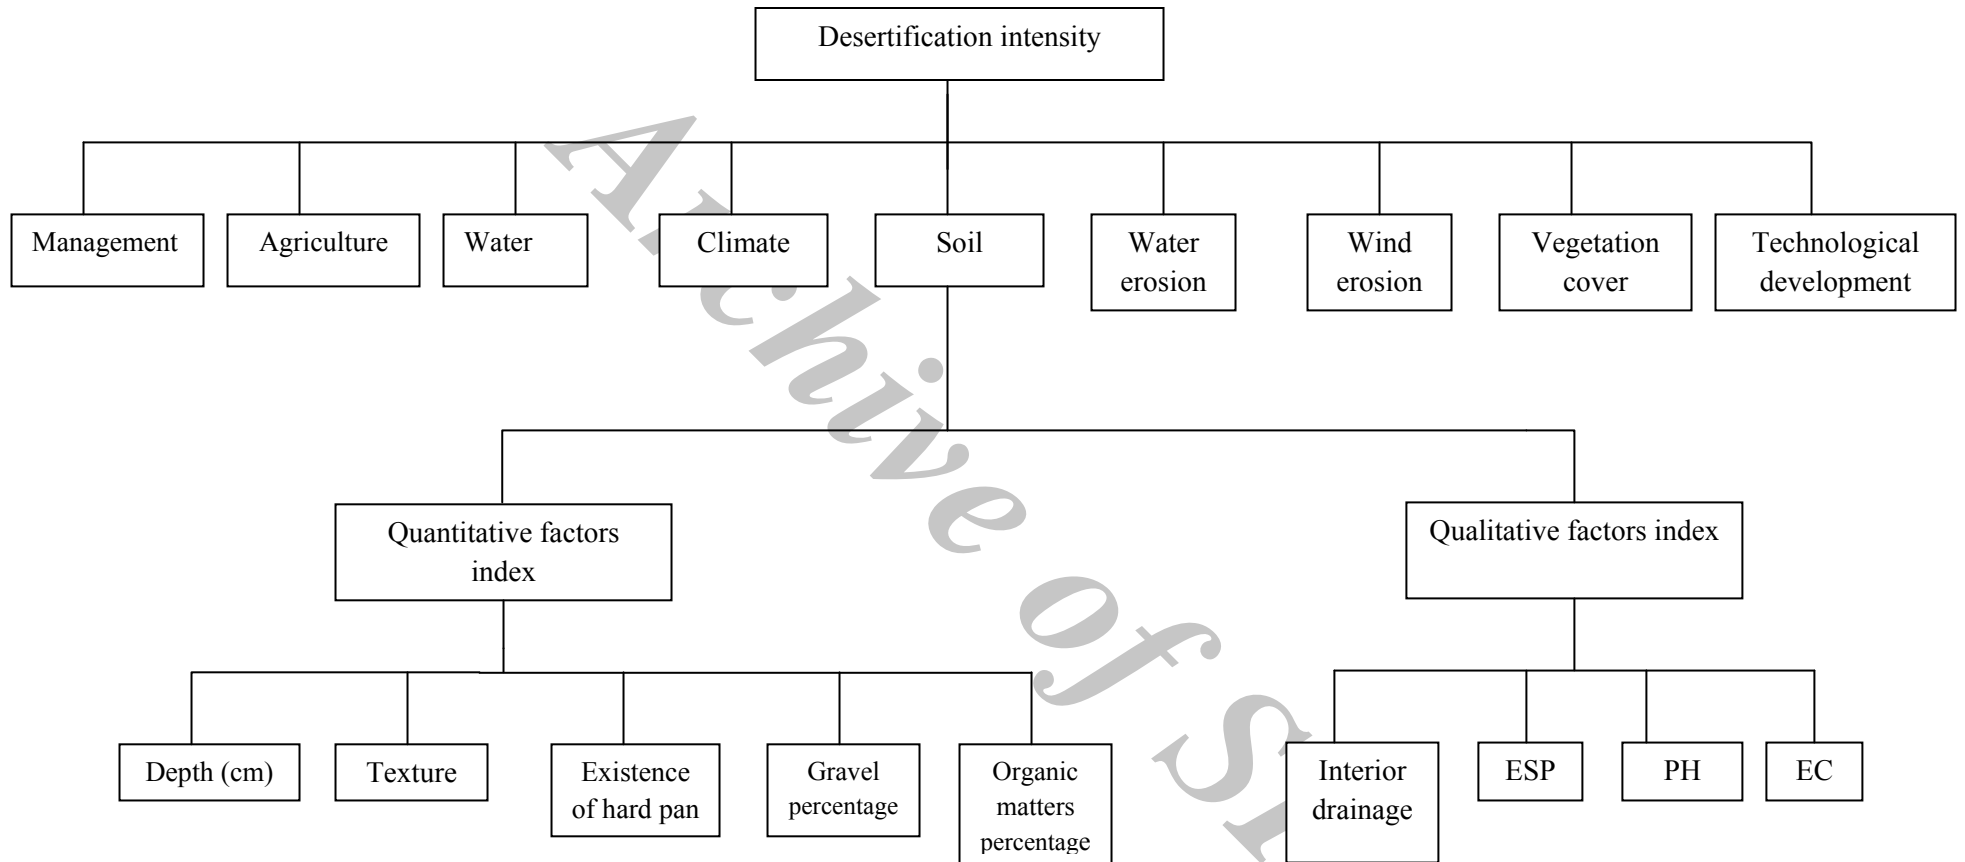 Desertification intensity
Management
Agriculture
Water
Climate
Soil
Water
erosion
Wind
erosion
Vegetation
cover
Technological
development
Quantitative factors
index
Qualitative factors index
Depth (cm)
Texture
Existence
of hard pan
Gravel
percentage
Organic
matters
percentage
Interior
drainage
ESP
PH
EC
Archive of